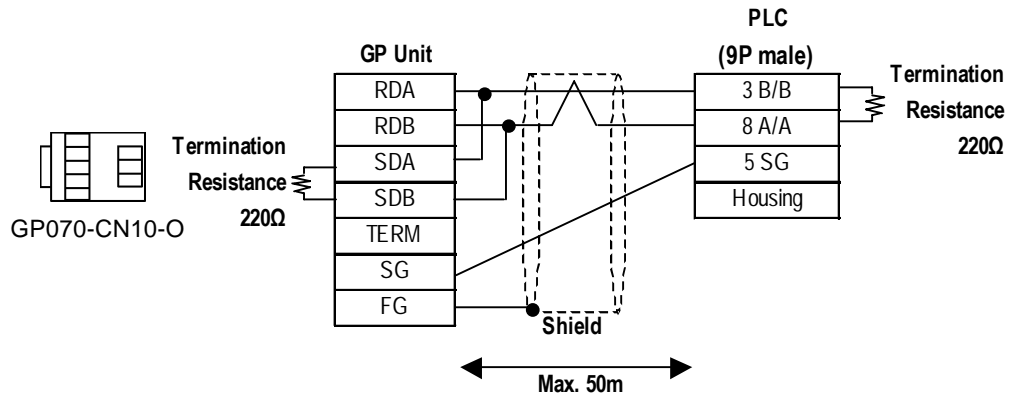 GP070-CN10-O
Termination
Resistance
220Ω
GP Unit
RDA
RDB
SDA
SDB
TERM
SG
FG
Shield
Max. 50m
PLC
(9P male)
3 B/B
8 A/A
5 SG
Housing
Termination
Resistance
220Ω